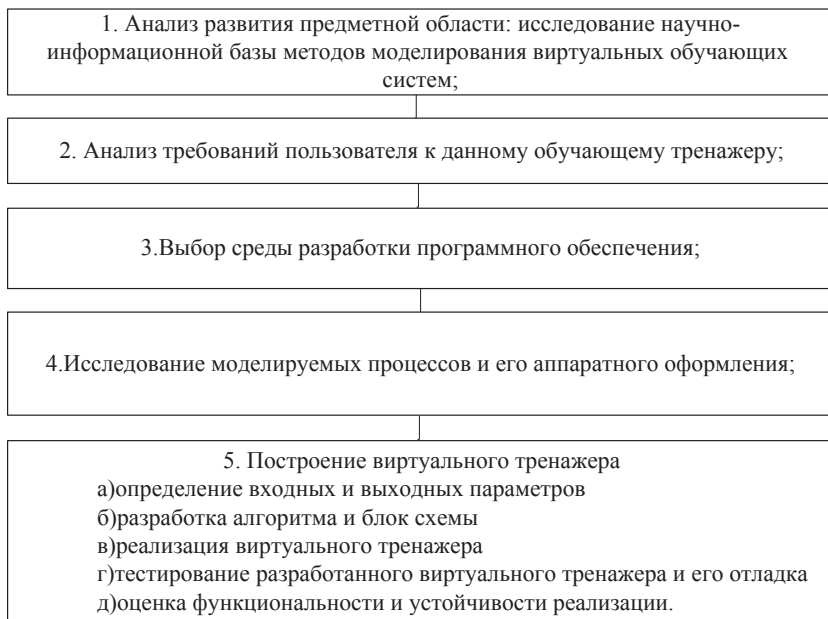 1. Анализ развития предметной области: исследование научно-
информационной базы методов моделирования виртуальных обучающих
систем;
2. Анализ требований пользователя к данному обучающему тренажеру;
3.Выбор среды разработки программного обеспечения;
4.Исследование моделируемых процессов и его аппаратного оформления;
5. Построение виртуального тренажера
а)определение входных и выходных параметров
б)разработка алгоритма и блок схемы
в)реализация виртуального тренажера
г)тестирование разработанного виртуального тренажера и его отладка
д)оценка функциональности и устойчивости реализации.